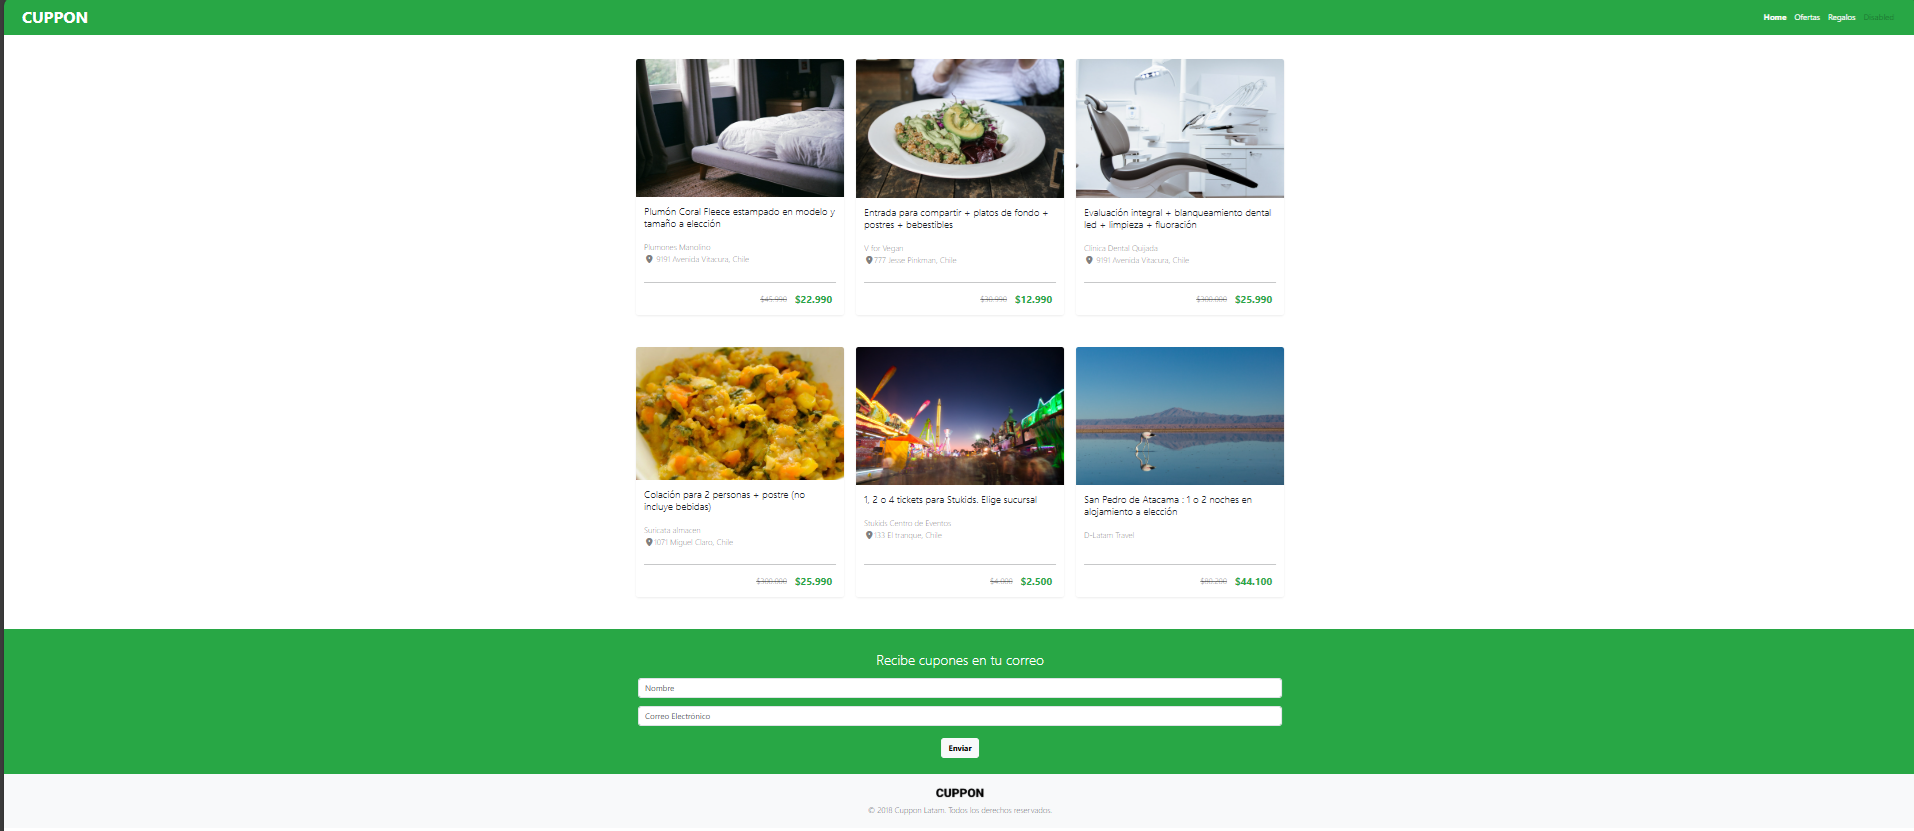 CUPPON
Home Ofertas Regalos Disabled
Plumón Coral Fleece estampado en modelo y
tamaño a elección
Plumones Manolino
9191 Avenida Vitacura, Chile
$45.990 $22.990
Entrada para compartir + platos de fondo +
postres + bebestibles
V for Vegan
777 Jesse Pinkman, Chile
$30.990 $12.990
Evaluación integral + blanqueamiento dental
led + limpieza + fluoración
Clínica Dental Quijada
9191 Avenida Vitacura, Chile
$300.000 $25.990
Colación para 2 personas + postre (no
incluye bebidas)
Suricata almacen
1071 Miguel Claro, Chile
$300.000 $25.990
1, 2 o 4 tickets para Stukids. Elige sucursal
Stukids Centro de Eventos
133 El tranque, Chile
$4.000 $2.500
San Pedro de Atacama : 1 o 2 noches en
alojamiento a elección
D-Latam Travel
$80.200 $44.100
Recibe cupones en tu correo
Nombre
Correo Electrónico
Enviar
CUPPON
© 2018 Cuppon Latam. Todos los derechos reservados.